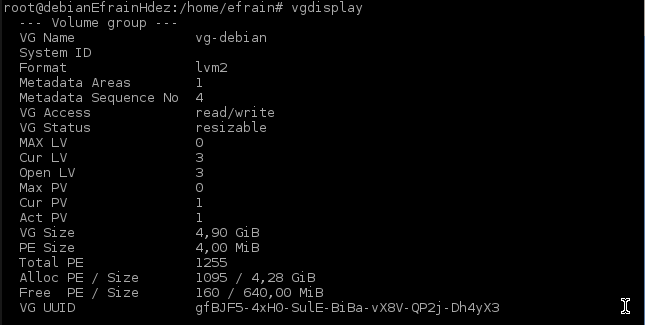 root@debianEfrainHdez:/home/efrain# vgdisplay
--- Volume group ---
VG Name vg-debian
System ID
Format lvm2
Metadata Areas 1
Metadata Sequence No 4
VG Access read/write
VG Status resizable
MAX LV 0
Cur LV 3
Open LV 3
Max PV 0
Cur PV 1
Act PV 1
VG Size 4,90 GiB
PE Size 4,00 MiB
Total PE 1255
Alloc PE / Size 1095 / 4,28 GiB
Free PE / Size 160 / 640,00 MiB
VG UUID gfBJF5-4xHO-SulE-BiBa-vX8V-QP2j-Dh4yX3